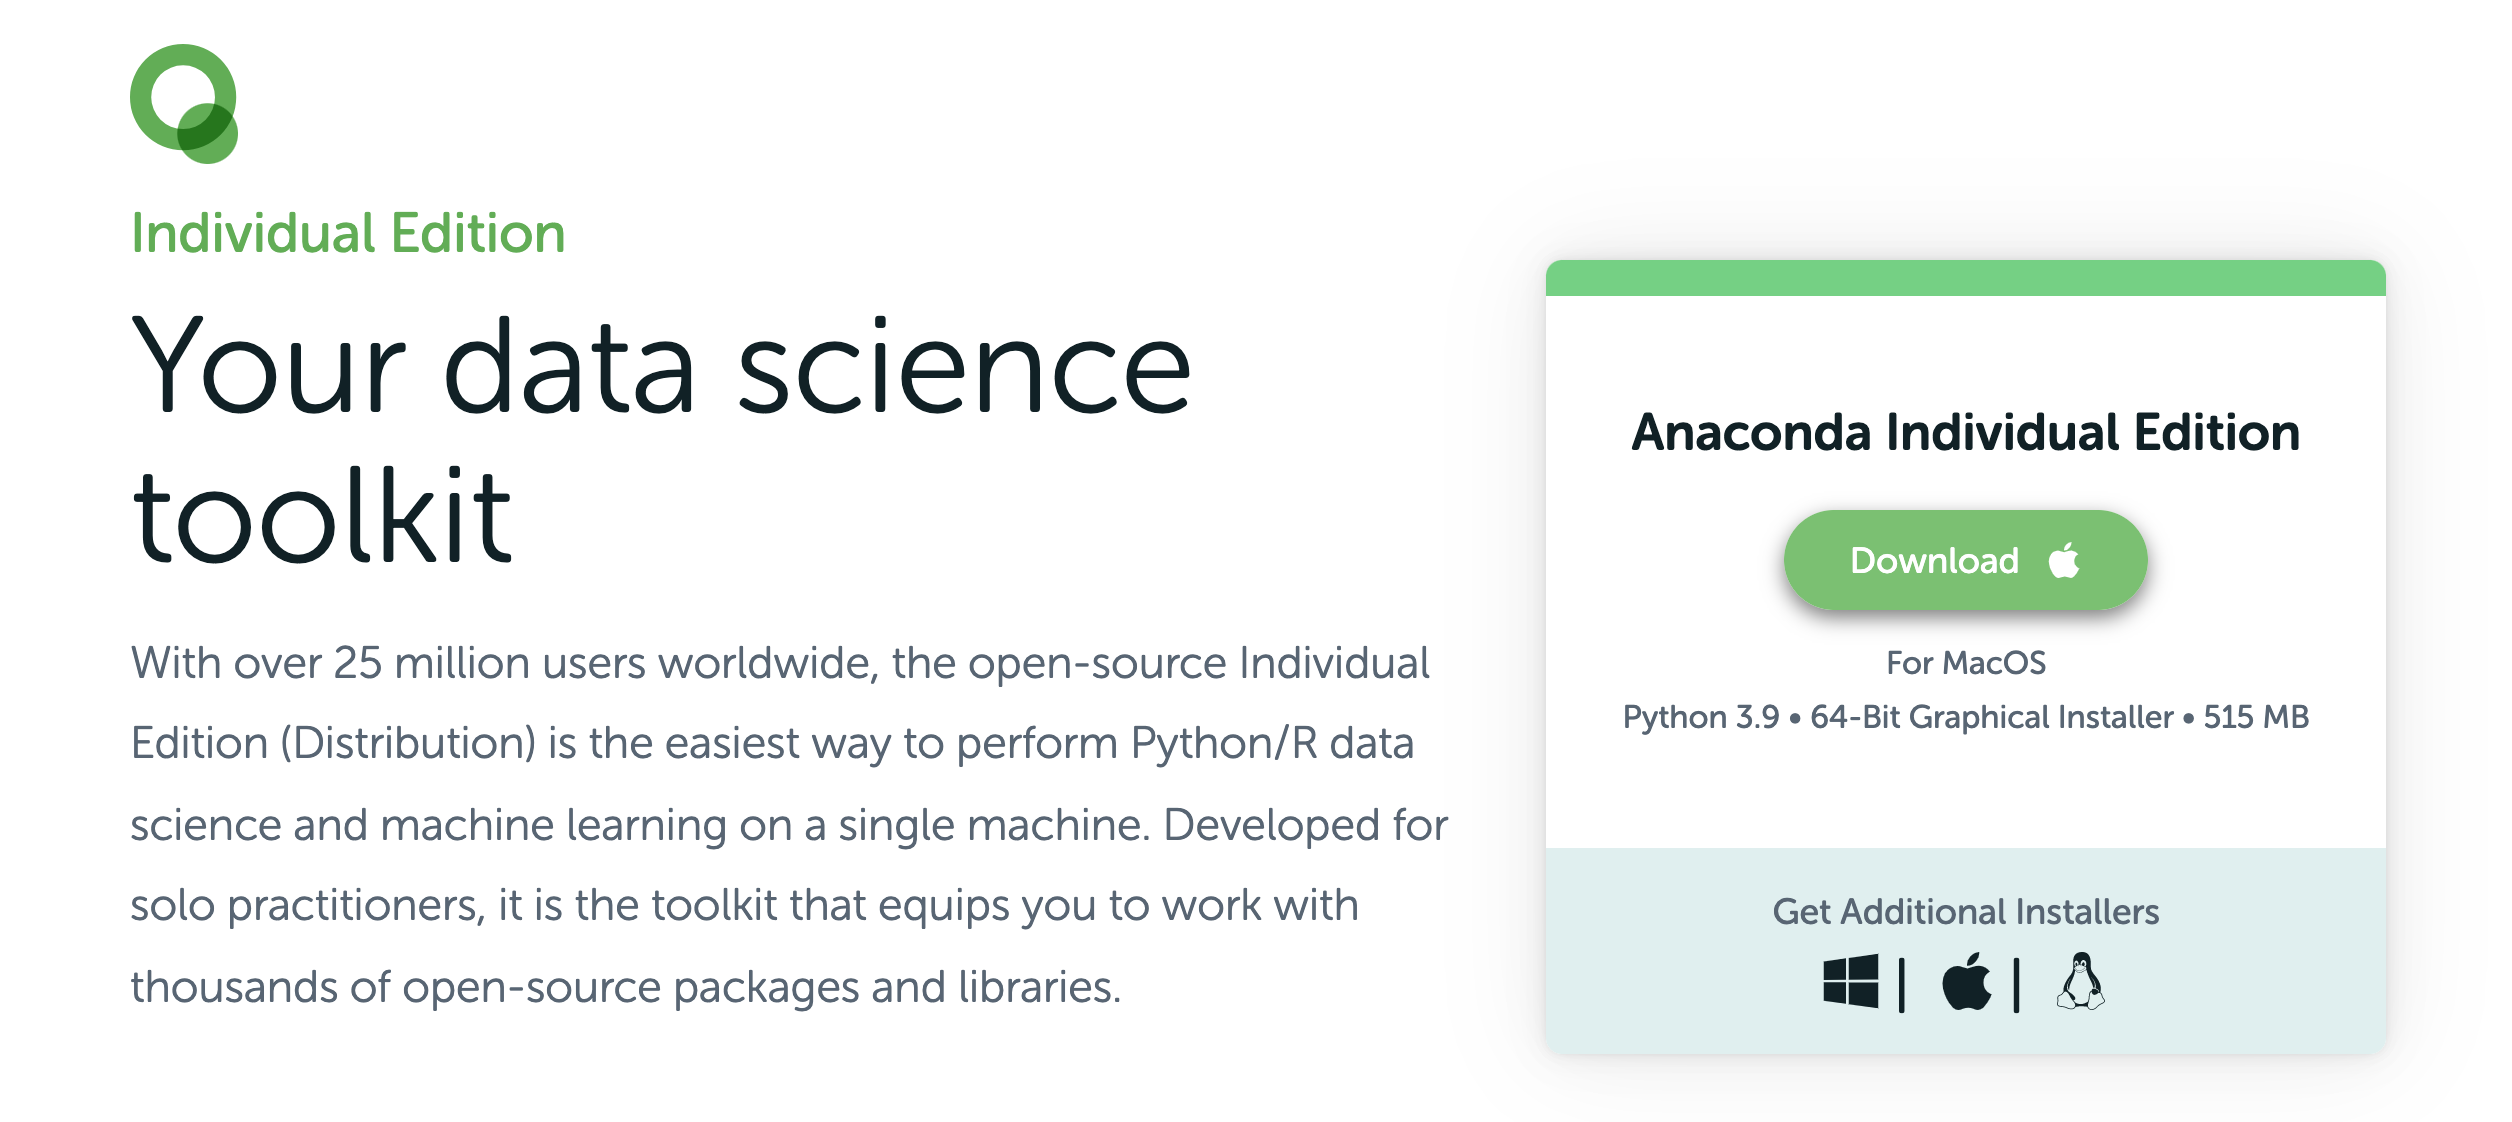 Individual Edition
Your data science
toolkit
With over 25 million users worldwide, the open-source Individual
Edition (Distribution) is the easiest way to perform Python/R data
science and machine learning on a single machine. Developed for
solo practitioners, it is the toolkit that equips you to work with
thousands of open-source packages and libraries.
Anaconda Individual Edition
Download
For MacOS
Python 3.9 • 64-Bit Graphical Installer • 515 MB
Get Additional Installers